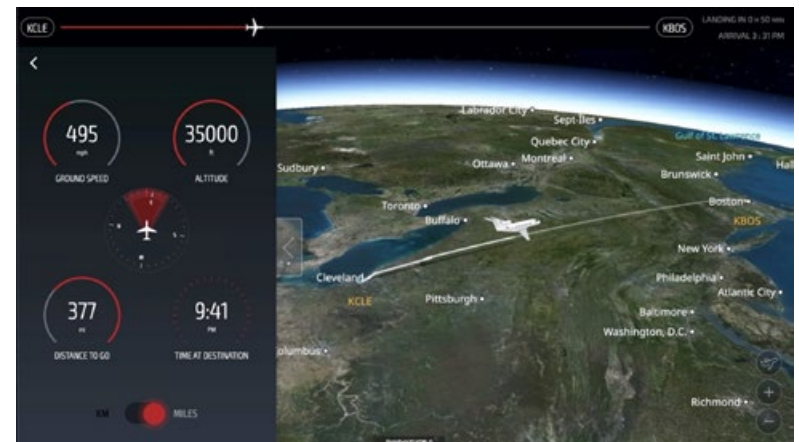 KCLE
KBOS
LANDING IN 0 H 50 MIN
ARRIVAL 3:31 PM
495
mph
GROUND SPEED
35000
ft
ALTITUDE
377
DISTANCE TO GO
9:41
PM
TIME AT DESTINATION
KM
MILES
Labrador City
Sept-Îles
Gulf of St. Lawrence
Quebec City
Sudbury
Ottawa
Montreal
Saint John
Hal
Brunswick
Toronto
Buffalo
Boston
KBOS
New York
Cleveland
KCLE
Pittsburgh
Philadelphia
Atlantic City
Baltimore
Washington, D.C.
olumbus
Richmond